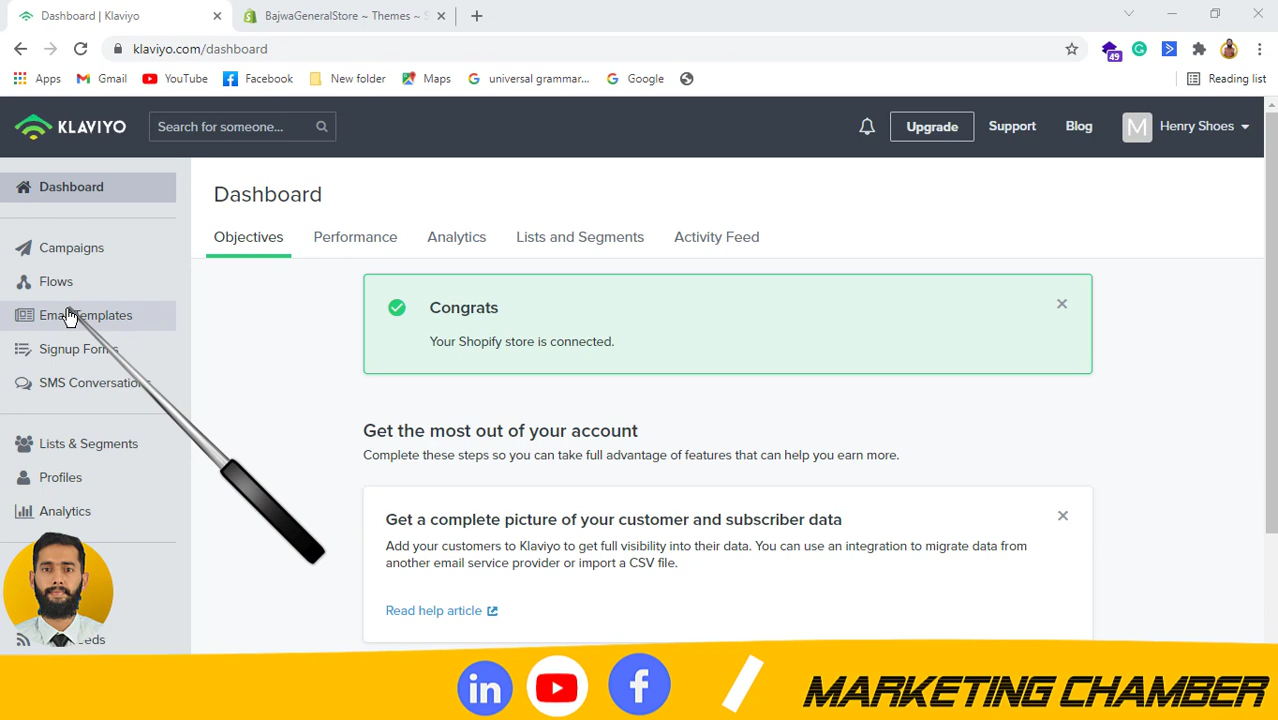 Dashboard | Klaviyo
BajwaGeneralStore ~ Themes ~ S
klaviyo.com/dashboard
49
Apps
Gmail
YouTube
Facebook
New folder
Maps
universal grammar...
Google
Reading list
KLAVIYO
Search for someone...
Upgrade
Support
Blog
M
Henry Shoes
Dashboard
Campaigns
Flows
Email Templates
Signup Forms
SMS Conversations
Lists & Segments
Profiles
Analytics
Dashboard
Objectives
Performance
Analytics
Lists and Segments
Activity Feed
Congrats
Your Shopify store is connected.
Get the most out of your account
Complete these steps so you can take full advantage of features that can help you earn more.
Get a complete picture of your customer and subscriber data
Add your customers to Klaviyo to get full visibility into their data. You can use an integration to migrate data from
another email service provider or import a CSV file.
Read help article
in
f
MARKETING CHAMBER